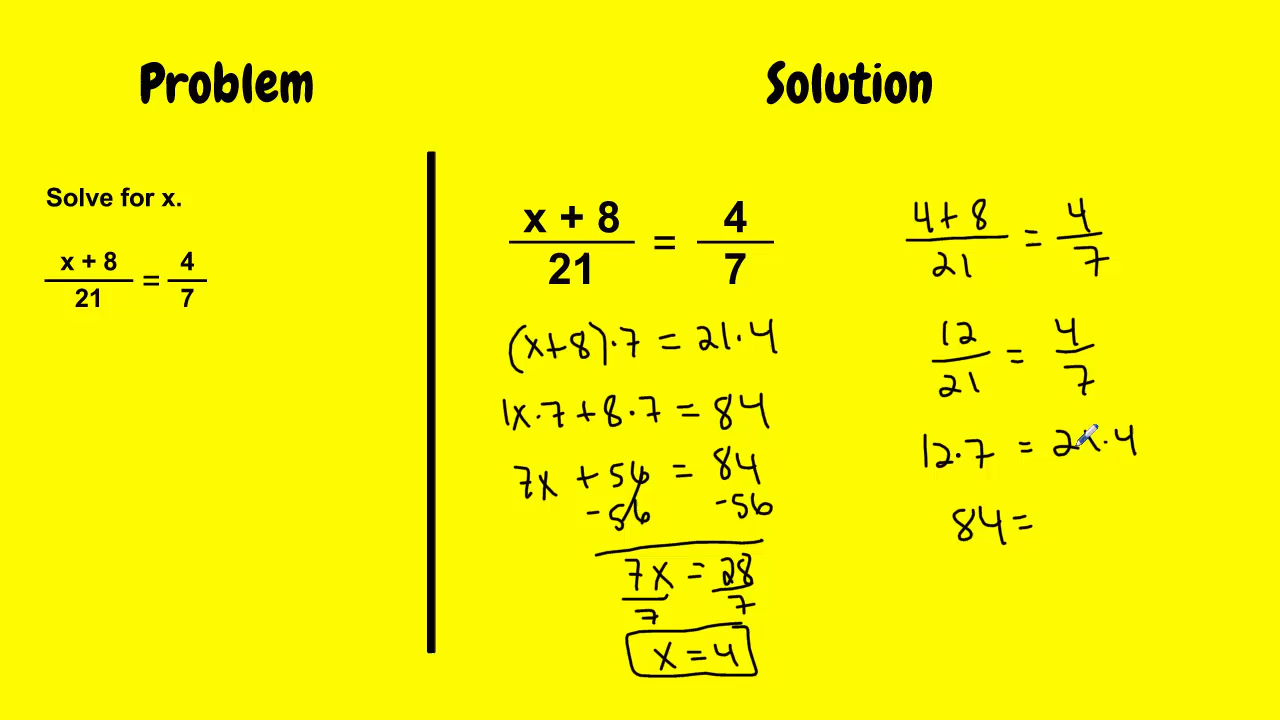 Problem
Solve for x.
x + 8
21
=
4
7
Solution
x + 8
21
=
4
7
(x+8)·7 = 21·4
1x·7 + 8·7 = 84
7x + 56 = 84
-56 -56
7x = 28
7 7
x = 4
4+8
21
=
4
7
12
21
=
4
7
12·7 = 21·4
84 =